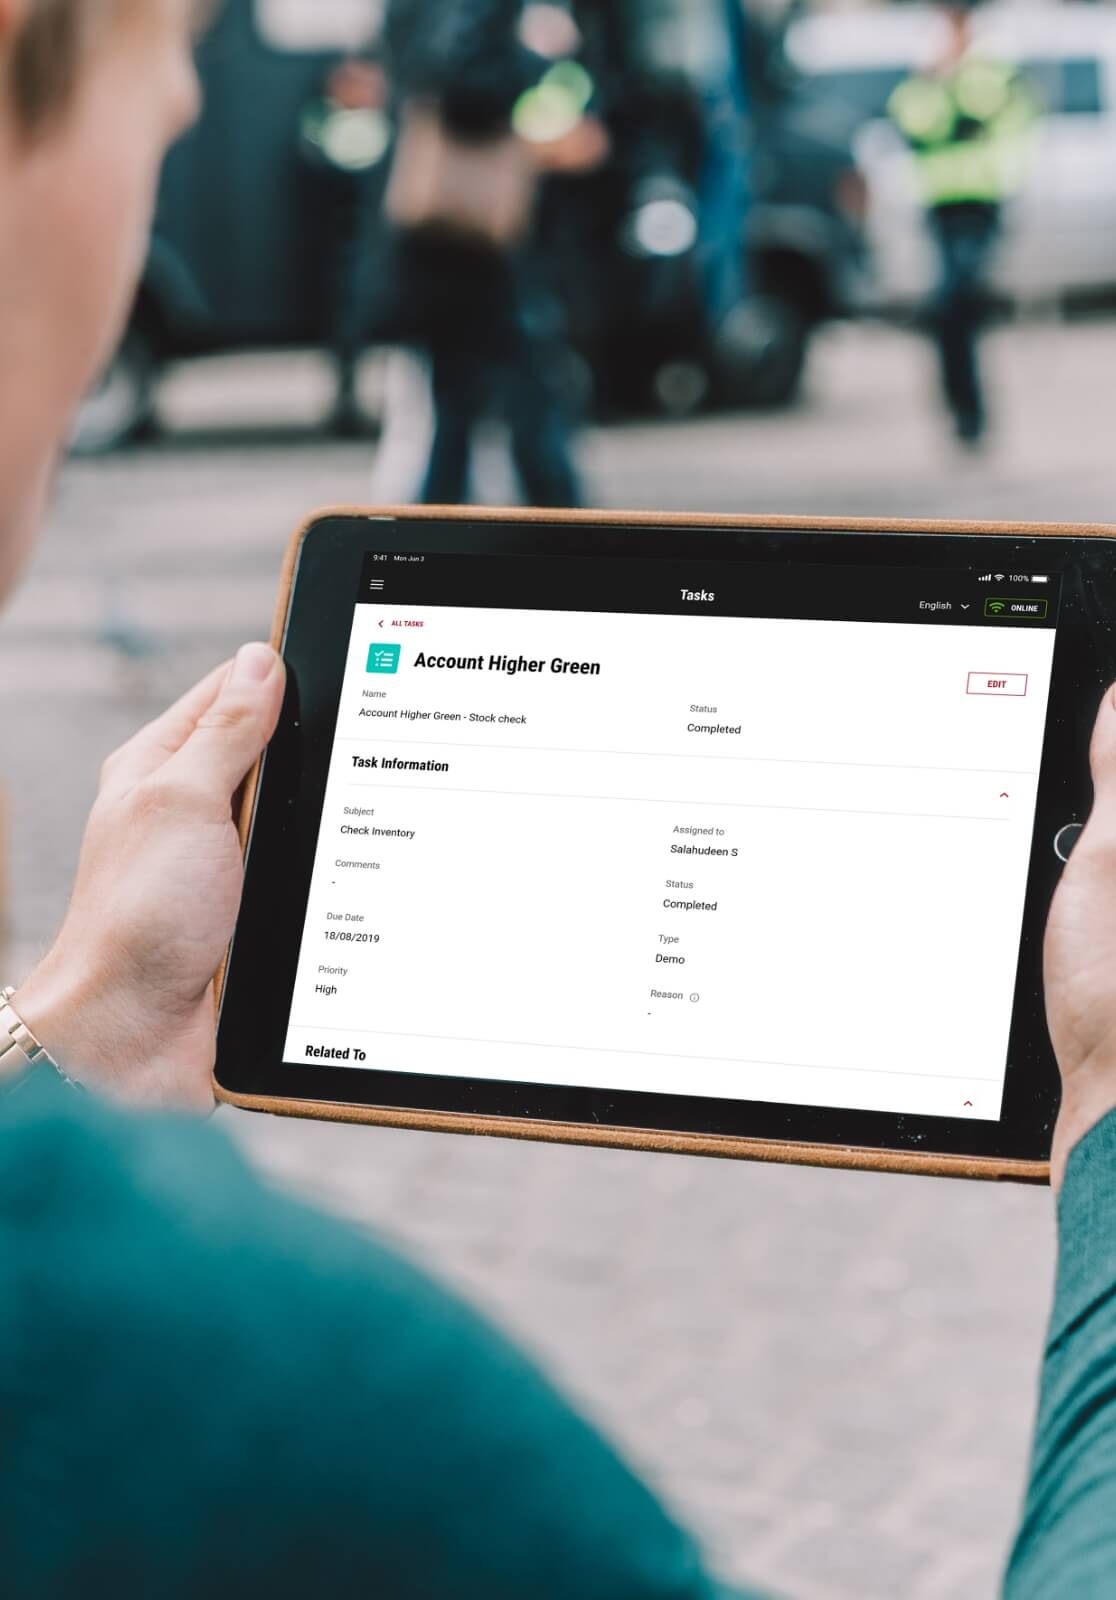 9:41 Mon Jun 3
100%
Tasks
English
ONLINE
ALL TASKS
Account Higher Green
EDIT
Name
Account Higher Green - Stock check
Status
Completed
Task Information
Subject
Check Inventory
Assigned to
Salahudeen S
Comments
-
Status
Completed
Due Date
18/08/2019
Type
Demo
Priority
High
Reason
-
Related To